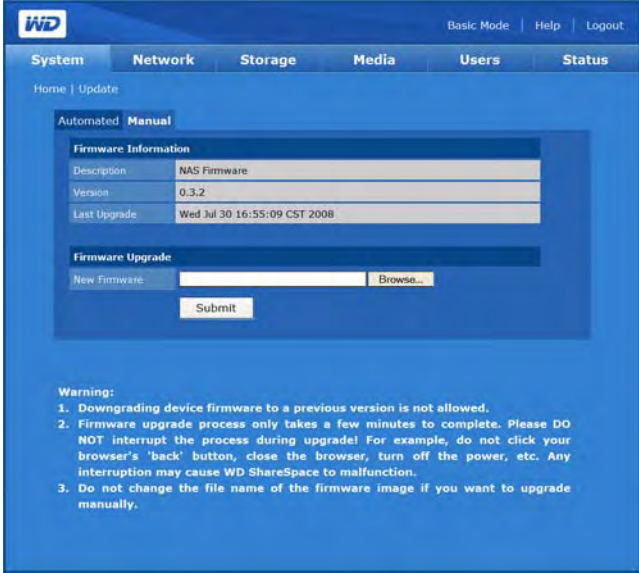 WD
Basic Mode | Help | Logout
System Network Storage Media Users Status
Home | Update
Automated Manual
Firmware Information
Description NAS Firmware
Version 0.3.2
Last Upgrade Wed Jul 30 16:55:09 CST 2008
Firmware Upgrade
New Firmware Browse...
Submit
Warning:
1. Downgrading device firmware to a previous version is not allowed.
2. Firmware upgrade process only takes a few minutes to complete. Please DO
NOT interrupt the process during upgrade! For example, do not click your
browser's 'back' button, close the browser, turn off the power, etc. Any
interruption may cause WD ShareSpace to malfunction.
3. Do not change the file name of the firmware image if you want to upgrade
manually.